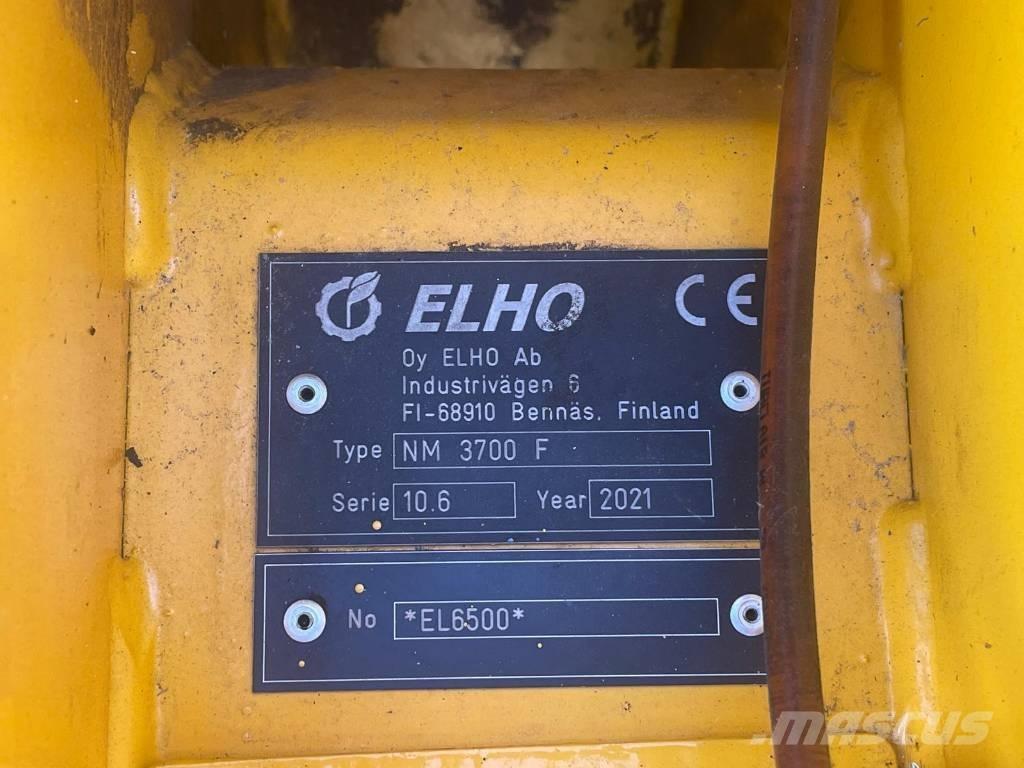 ELHO CE
Oy ELHO Ab
Industrivägen 6
FI-68910 Bennäs, Finland
Type NM 3700 F
Serie 10.6 Year 2021
No *EL6500*
MASCUS